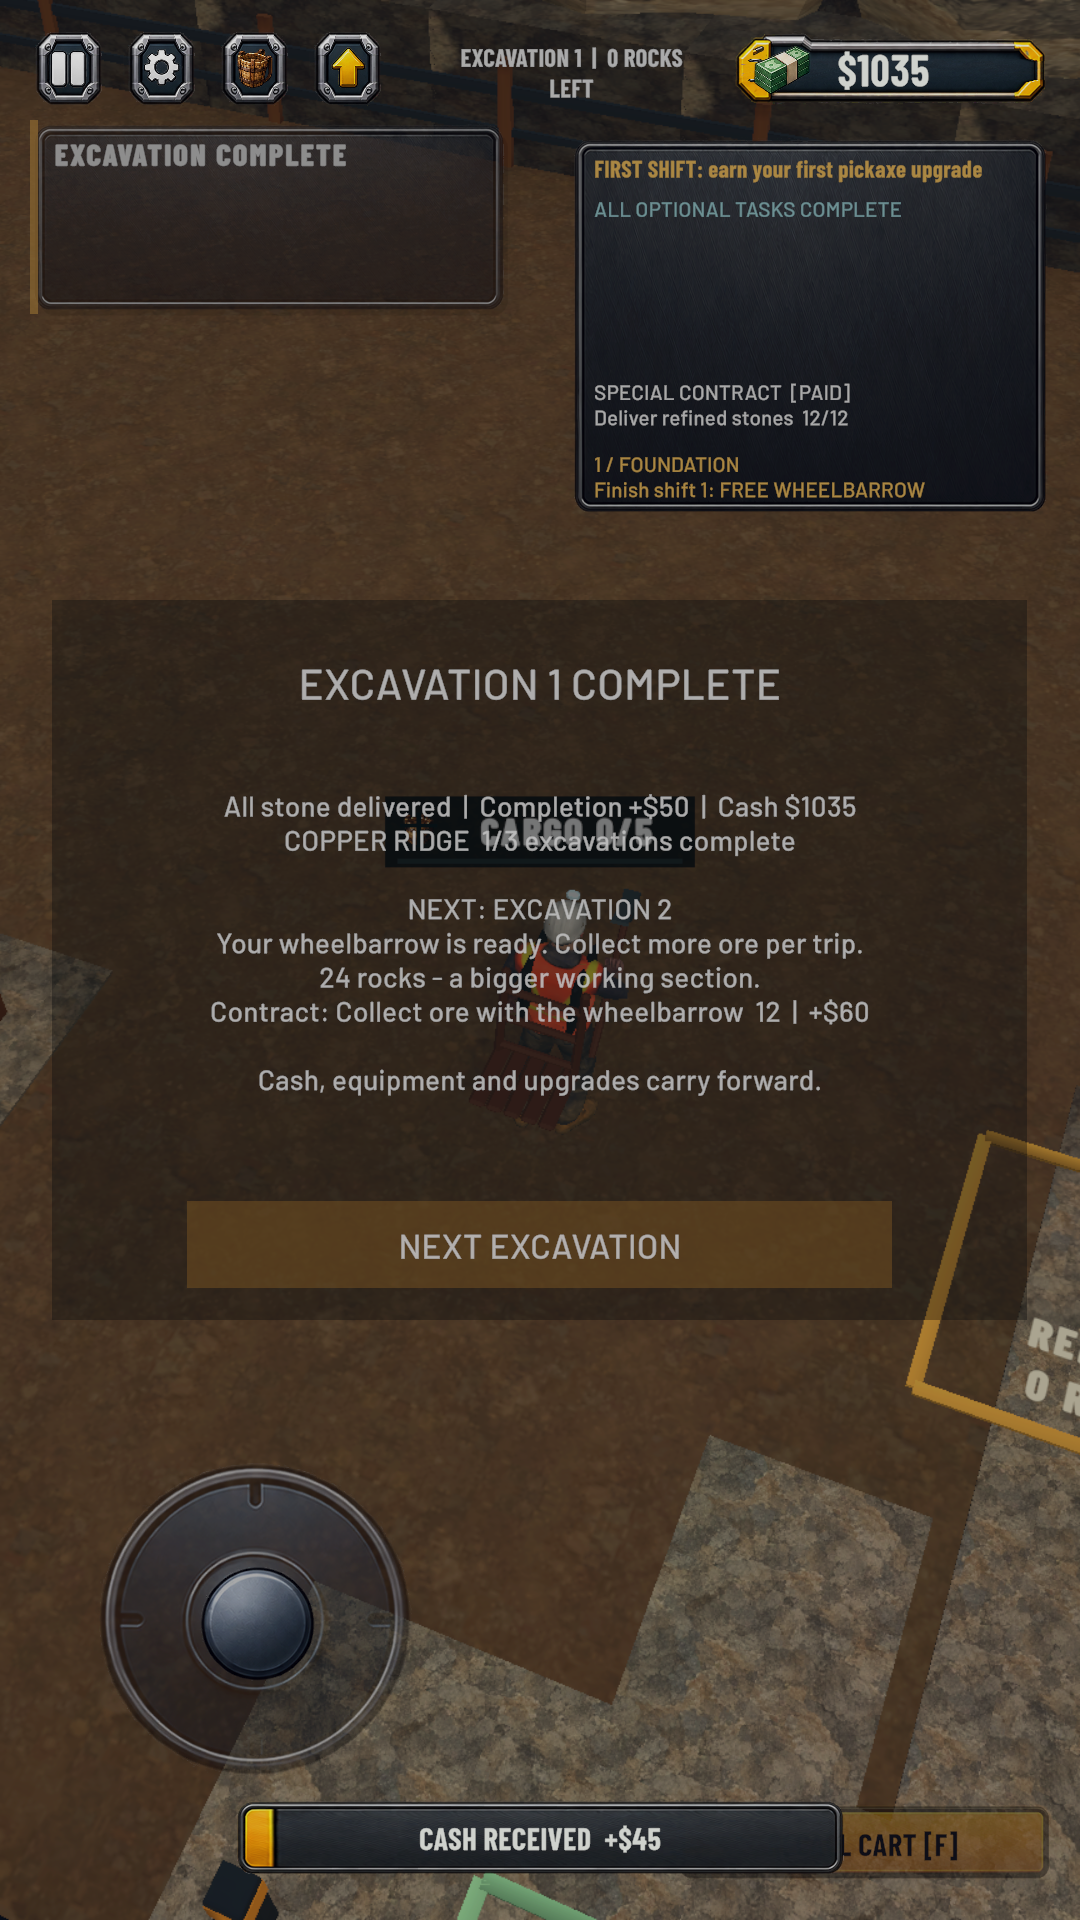 EXCAVATION 1 | 0 ROCKS
LEFT
$1035
EXCAVATION COMPLETE
FIRST SHIFT: earn your first pickaxe upgrade
ALL OPTIONAL TASKS COMPLETE
SPECIAL CONTRACT [PAID]
Deliver refined stones 12/12
1 / FOUNDATION
Finish shift 1: FREE WHEELBARROW
EXCAVATION 1 COMPLETE
All stone delivered | Completion +$50 | Cash $1035
CARGO 0/5
COPPER RIDGE 1/3 excavations complete
NEXT: EXCAVATION 2
Your wheelbarrow is ready. Collect more ore per trip.
24 rocks - a bigger working section.
Contract: Collect ore with the wheelbarrow 12 | +$60
Cash, equipment and upgrades carry forward.
NEXT EXCAVATION
0
CASH RECEIVED +$45
CART [F]